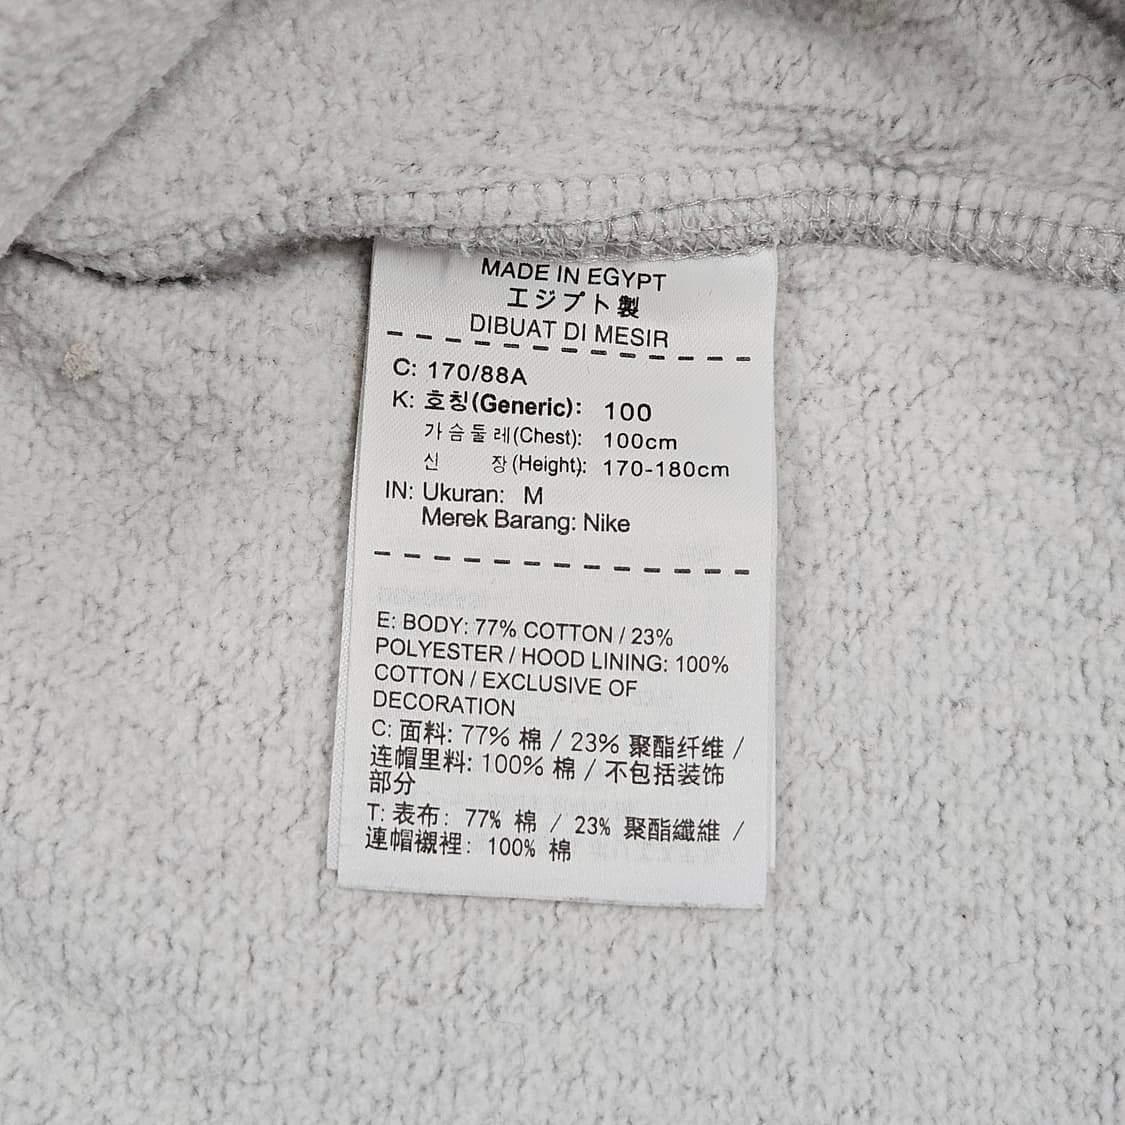 MADE IN EGYPT
エジプト製
DIBUAT DI MESIR
C: 170/88A
K: 호칭(Generic): 100
가슴둘레(Chest): 100cm
신 장(Height): 170-180cm
IN: Ukuran: M
Merek Barang: Nike
E: BODY: 77% COTTON / 23%
POLYESTER / HOOD LINING: 100%
COTTON / EXCLUSIVE OF
DECORATION
C: 面料: 77% 棉 / 23% 聚酯纤维 /
连帽里料: 100% 棉 / 不包括装饰
部分
T: 表布: 77% 棉 / 23% 聚酯纖維 /
連帽襯裡: 100% 棉